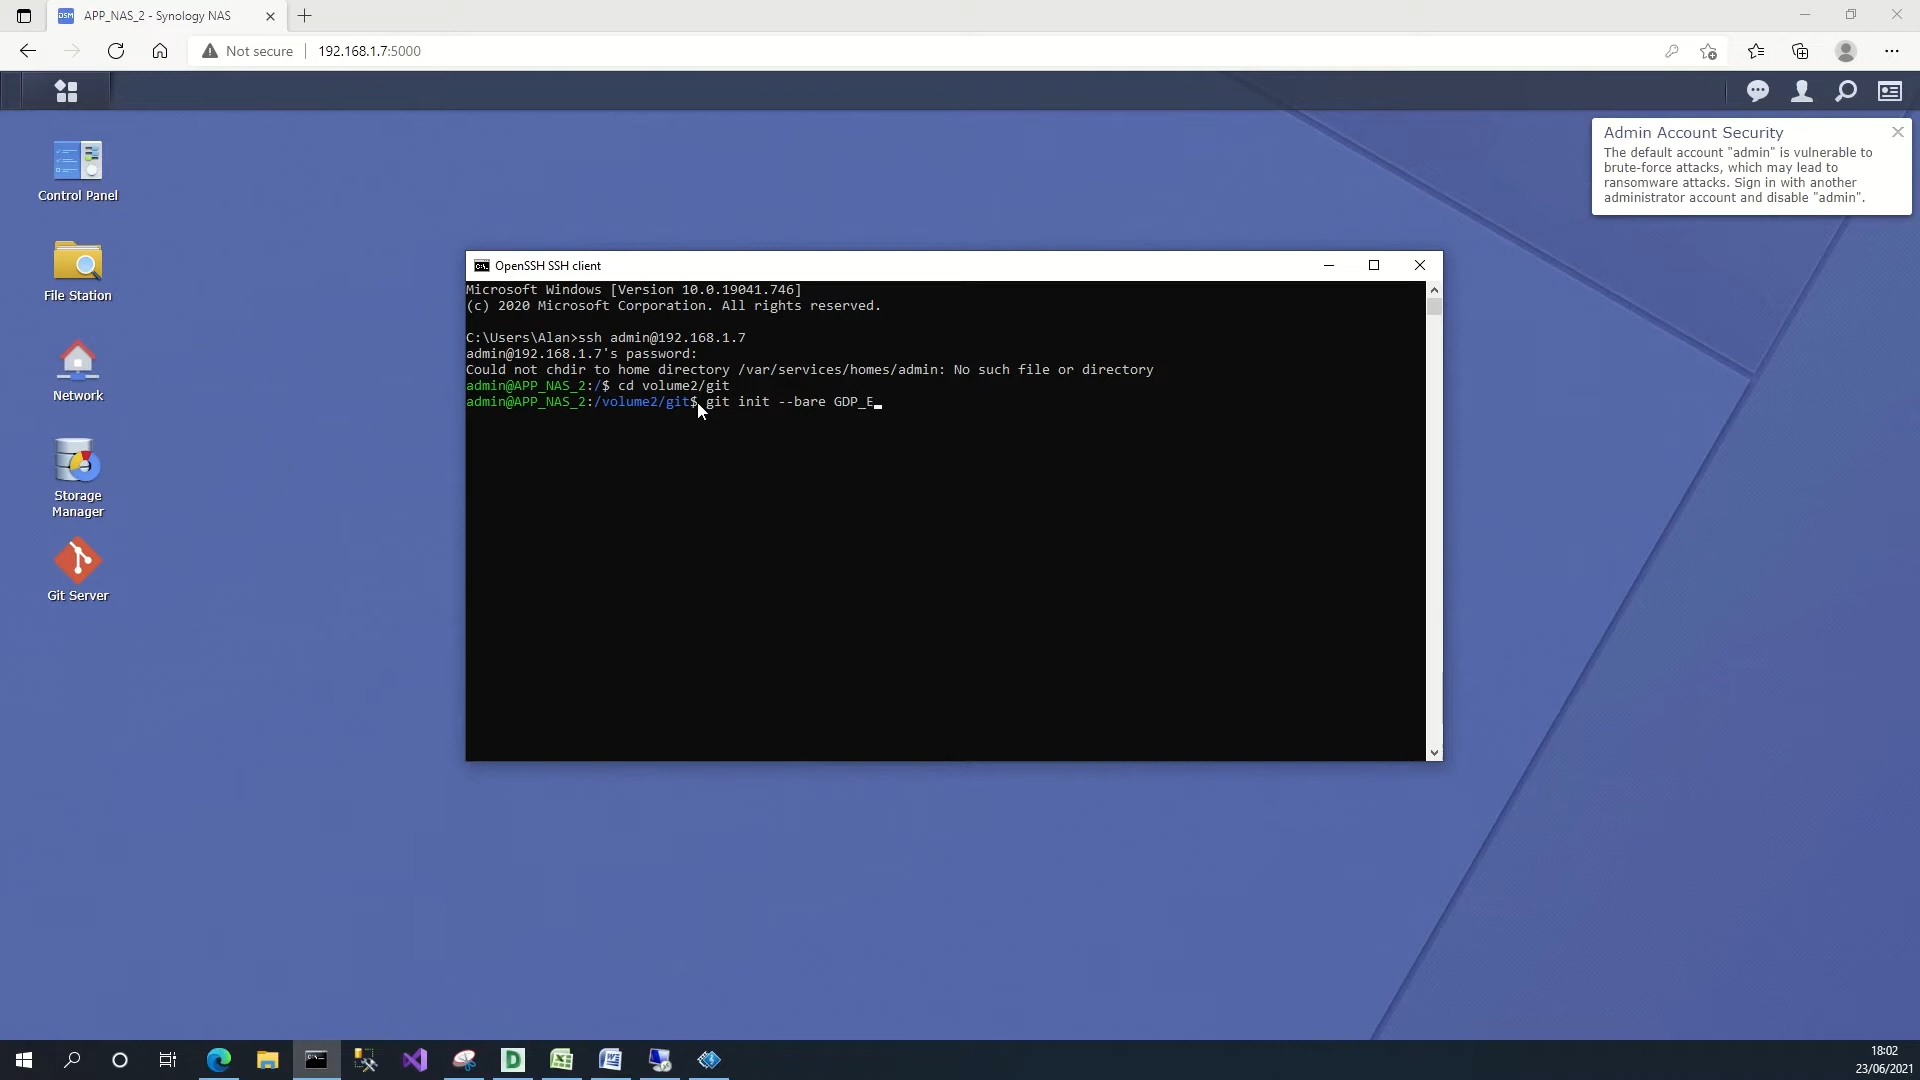 APP_NAS_2 - Synology NAS
Not secure
192.168.1.7:5000
Control Panel
File Station
Network
Storage
Manager
Git Server
Admin Account Security
The default account "admin" is vulnerable to
brute-force attacks, which may lead to
ransomware attacks. Sign in with another
administrator account and disable "admin".
OpenSSH SSH client
Microsoft Windows [Version 10.0.19041.746]
(c) 2020 Microsoft Corporation. All rights reserved.
C:\Users\Alan>ssh admin@192.168.1.7
admin@192.168.1.7's password:
Could not chdir to home directory /var/services/homes/admin: No such file or directory
admin@APP_NAS_2:/$ cd volume2/git
admin@APP_NAS_2:/volume2/git$ git init --bare GDP_E
18:02
23/06/2021